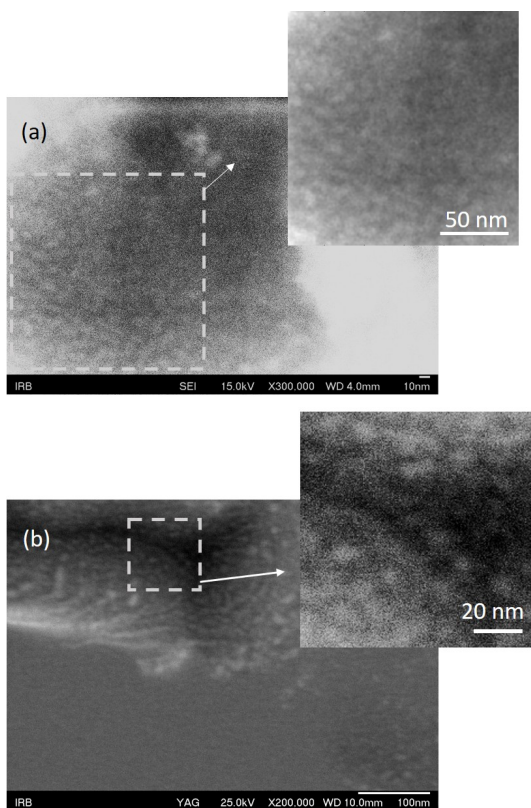 (a)
50 nm
IRB SEI 15.0kV X300.000 WD 4.0mm 10nm
(b)
20 nm
IRB YAG 25.0kV X200.000 WD 10.0mm 100nm